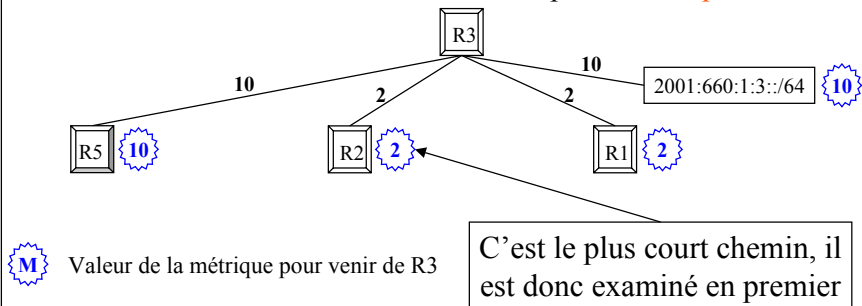 R3
10
2
2
10
2001:660:1:3::/64
10
R5
10
R2
2
R1
2
M
Valeur de la métrique pour venir de R3
C'est le plus court chemin, il
est donc examiné en premier